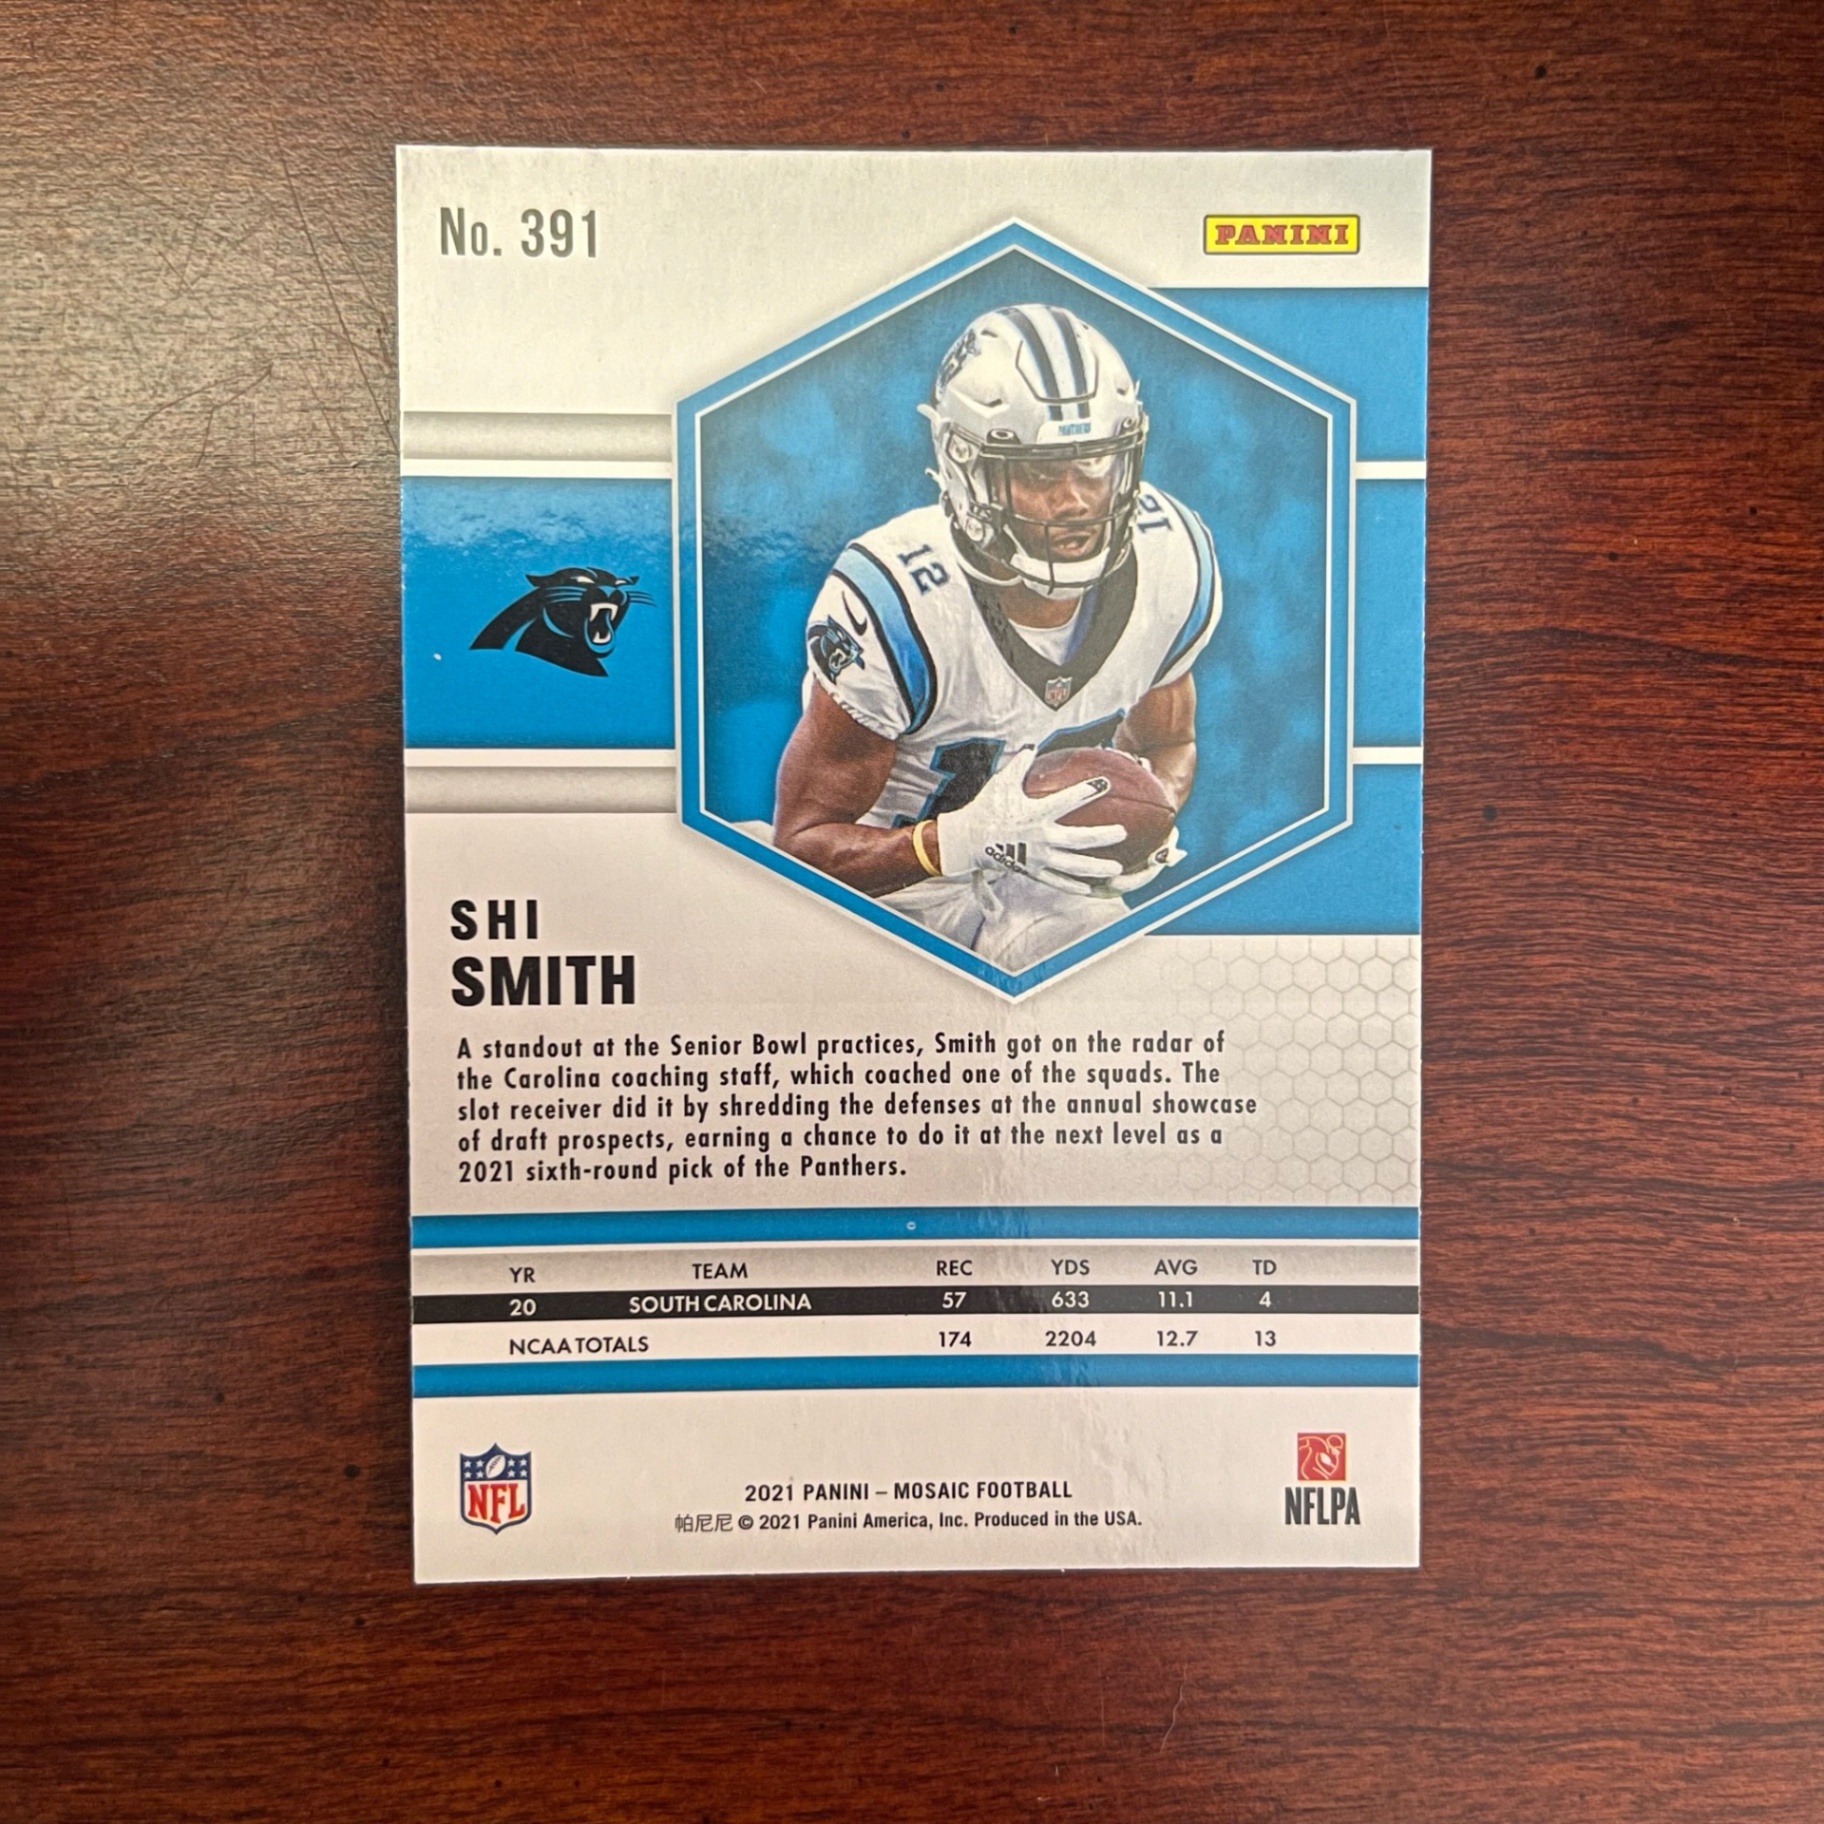 No. 391
PANINI
PANTHERS
12
12
12
adidas
SHI
SMITH
A standout at the Senior Bowl practices, Smith got on the radar of
the Carolina coaching staff, which coached one of the squads. The
slot receiver did it by shredding the defenses at the annual showcase
of draft prospects, earning a chance to do it at the next level as a
2021 sixth-round pick of the Panthers.
YR TEAM REC YDS AVG TD
20 SOUTH CAROLINA 57 633 11.1 4
NCAA TOTALS 174 2204 12.7 13
NFL
2021 PANINI – MOSAIC FOOTBALL
帕尼尼 © 2021 Panini America, Inc. Produced in the USA.
NFLPA